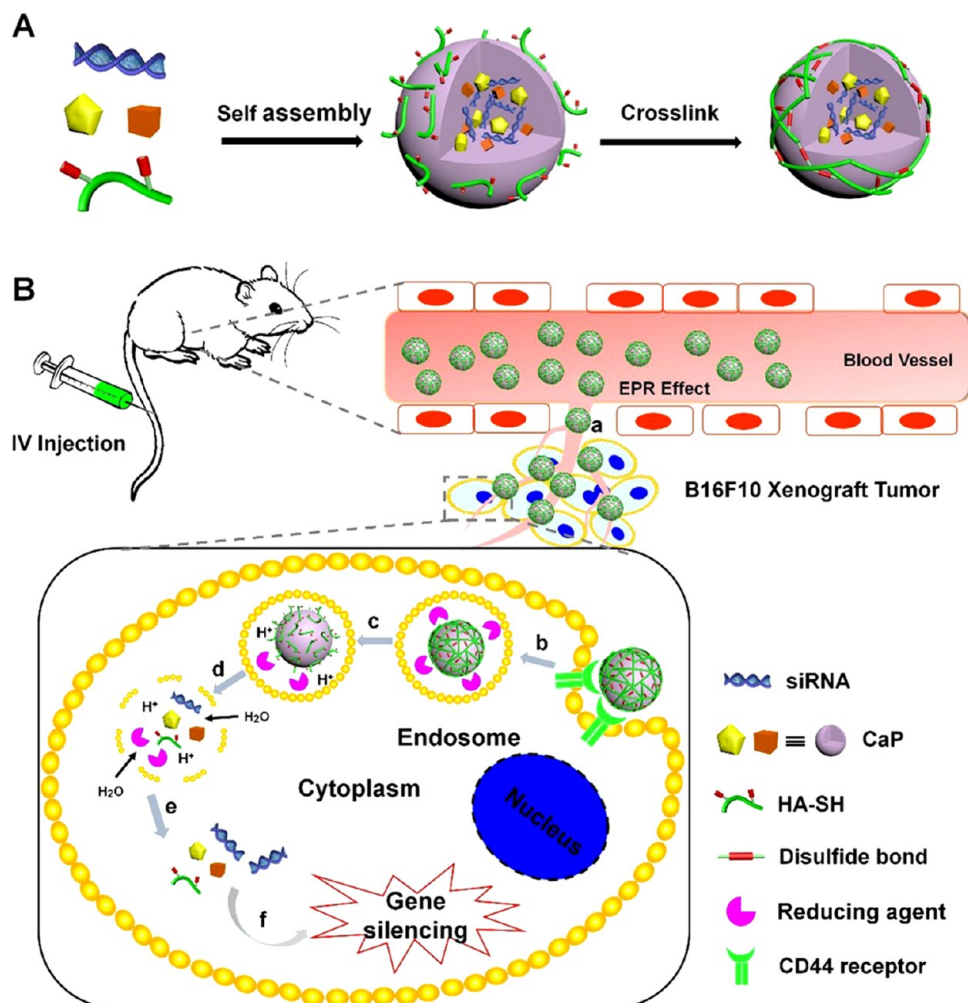 A
Self assembly
Crosslink
B
IV Injection
Blood Vessel
EPR Effect
a
B16F10 Xenograft Tumor
c
b
H⁺
H⁺
d
H⁺
H₂O
H⁺
H₂O
Endosome
Cytoplasm
Nucleus
e
f
Gene
silencing
siRNA
CaP
HA-SH
Disulfide bond
Reducing agent
CD44 receptor